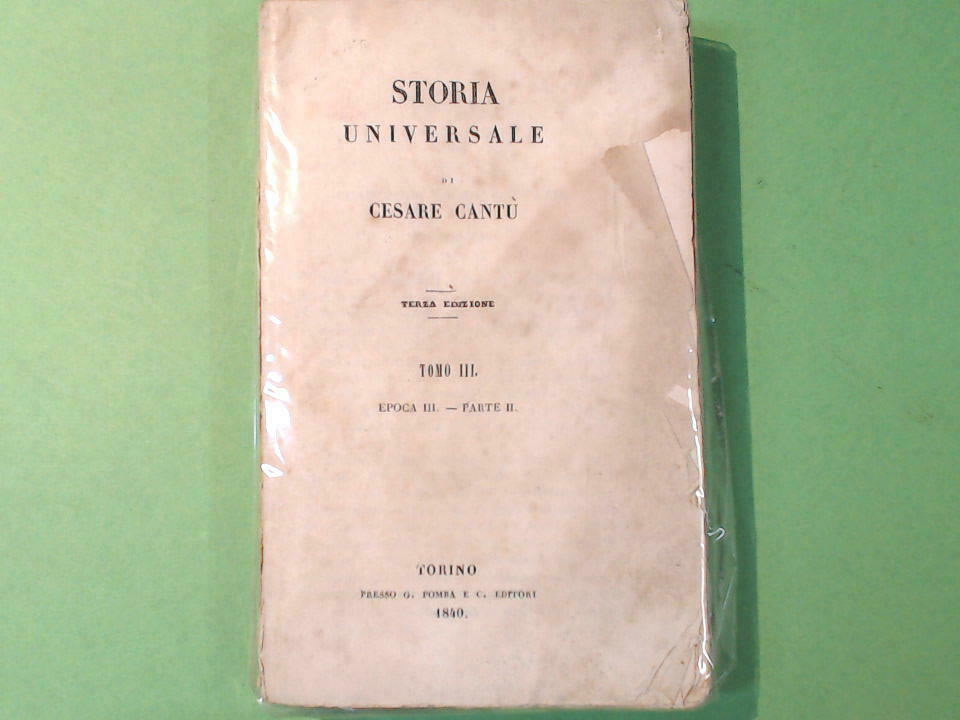 STORIA
UNIVERSALE
DI
CESARE CANTÙ
TERZA EDIZIONE
TOMO III.
EPOCA III. — PARTE II.
TORINO
PRESSO G. POMBA E C. EDITORI
1840.